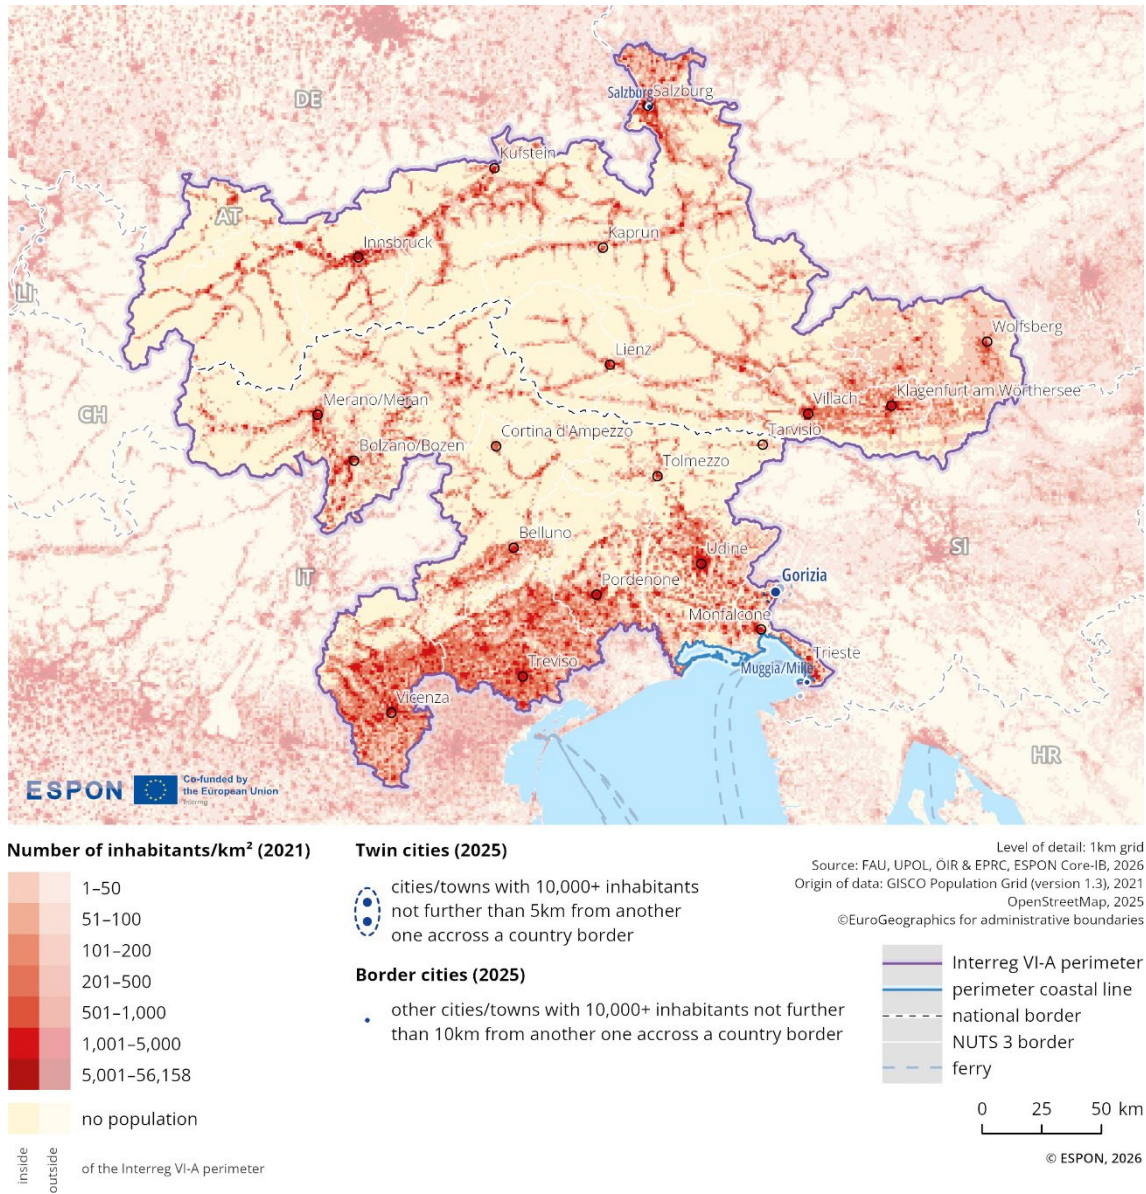 DE
Salzburg Salzburg
Kufstein
AT
Innsbruck
Kaprun
LI
Wolfsberg
Lienz
CH
Merano/Meran
Villach
Klagenfurt am Wörthersee
Bolzano/Bozen
Cortina d'Ampezzo
Tarvisio
Tolmezzo
Belluno
Udine
SI
IT
Pordenone
Gorizia
Monfalcone
Treviso
Muggia/Milje
Trieste
Vicenza
HR
ESPON
Co-funded by
the European Union
Interreg
Number of inhabitants/km² (2021)
1–50
51–100
101–200
201–500
501–1,000
1,001–5,000
5,001–56,158
no population
inside
outside
of the Interreg VI-A perimeter
Twin cities (2025)
cities/towns with 10,000+ inhabitants
not further than 5km from another
one accross a country border
Border cities (2025)
other cities/towns with 10,000+ inhabitants not further
than 10km from another one accross a country border
Level of detail: 1km grid
Source: FAU, UPOL, ÖIR & EPRC, ESPON Core-IB, 2026
Origin of data: GISCO Population Grid (version 1.3), 2021
OpenStreetMap, 2025
©EuroGeographics for administrative boundaries
Interreg VI-A perimeter
perimeter coastal line
national border
NUTS 3 border
ferry
0 25 50 km
© ESPON, 2026